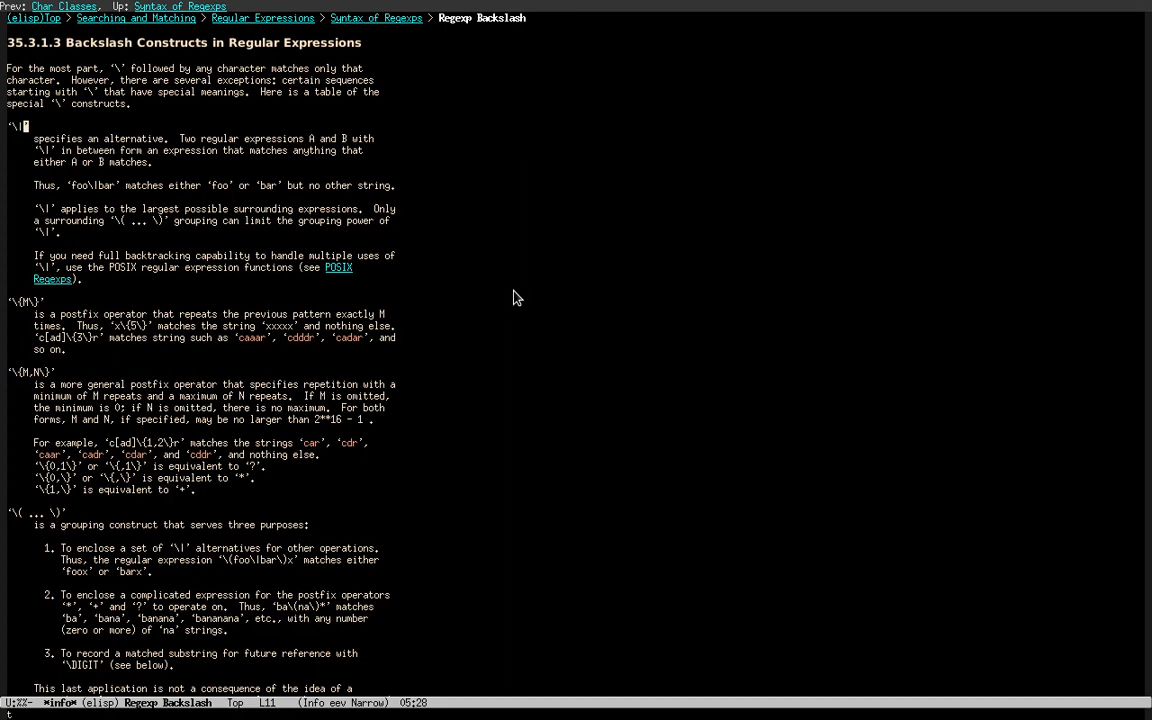 Prev: Char Classes,  Up: Syntax of Regexps
(elisp)Top > Searching and Matching > Regular Expressions > Syntax of Regexps > Regexp Backslash
35.3.1.3 Backslash Constructs in Regular Expressions
For the most part, ‘\’ followed by any character matches only that
character.  However, there are several exceptions: certain sequences
starting with ‘\’ that have special meanings.  Here is a table of the
special ‘\’ constructs.
‘\|’
specifies an alternative.  Two regular expressions A and B with
‘\|’ in between form an expression that matches anything that
either A or B matches.
Thus, ‘foo\|bar’ matches either ‘foo’ or ‘bar’ but no other string.
‘\|’ applies to the largest possible surrounding expressions.  Only
a surrounding ‘\( ... \)’ grouping can limit the grouping power of
‘\|’.
If you need full backtracking capability to handle multiple uses of
‘\|’, use the POSIX regular expression functions (see POSIX
Regexps).
‘\{M\}’
is a postfix operator that repeats the previous pattern exactly M
times.  Thus, ‘x\{5\}’ matches the string ‘xxxxx’ and nothing else.
‘c[ad]\{3\}r’ matches string such as ‘caaar’, ‘cdddr’, ‘cadar’, and
so on.
‘\{M,N\}’
is a more general postfix operator that specifies repetition with a
minimum of M repeats and a maximum of N repeats.  If M is omitted,
the minimum is 0; if N is omitted, there is no maximum.  For both
forms, M and N, if specified, may be no larger than 2**16 - 1 .
For example, ‘c[ad]\{1,2\}r’ matches the strings ‘car’, ‘cdr’,
‘caar’, ‘cadr’, ‘cdar’, and ‘cddr’, and nothing else.
‘\{0,1\}’ or ‘\{,1\}’ is equivalent to ‘?’.
‘\{0,\}’ or ‘\{,\}’ is equivalent to ‘*’.
‘\{1,\}’ is equivalent to ‘+’.
‘\( ... \)’
is a grouping construct that serves three purposes:
1. To enclose a set of ‘\|’ alternatives for other operations.
Thus, the regular expression ‘\(foo\|bar\)x’ matches either
‘foox’ or ‘barx’.
2. To enclose a complicated expression for the postfix operators
‘*’, ‘+’ and ‘?’ to operate on.  Thus, ‘ba\(na\)*’ matches
‘ba’, ‘bana’, ‘banana’, ‘bananana’, etc., with any number
(zero or more) of ‘na’ strings.
3. To record a matched substring for future reference with
‘\DIGIT’ (see below).
This last application is not a consequence of the idea of a
U:%%-  *info* (elisp) Regexp Backslash   Top   L11    (Info eev Narrow)  05:28
t